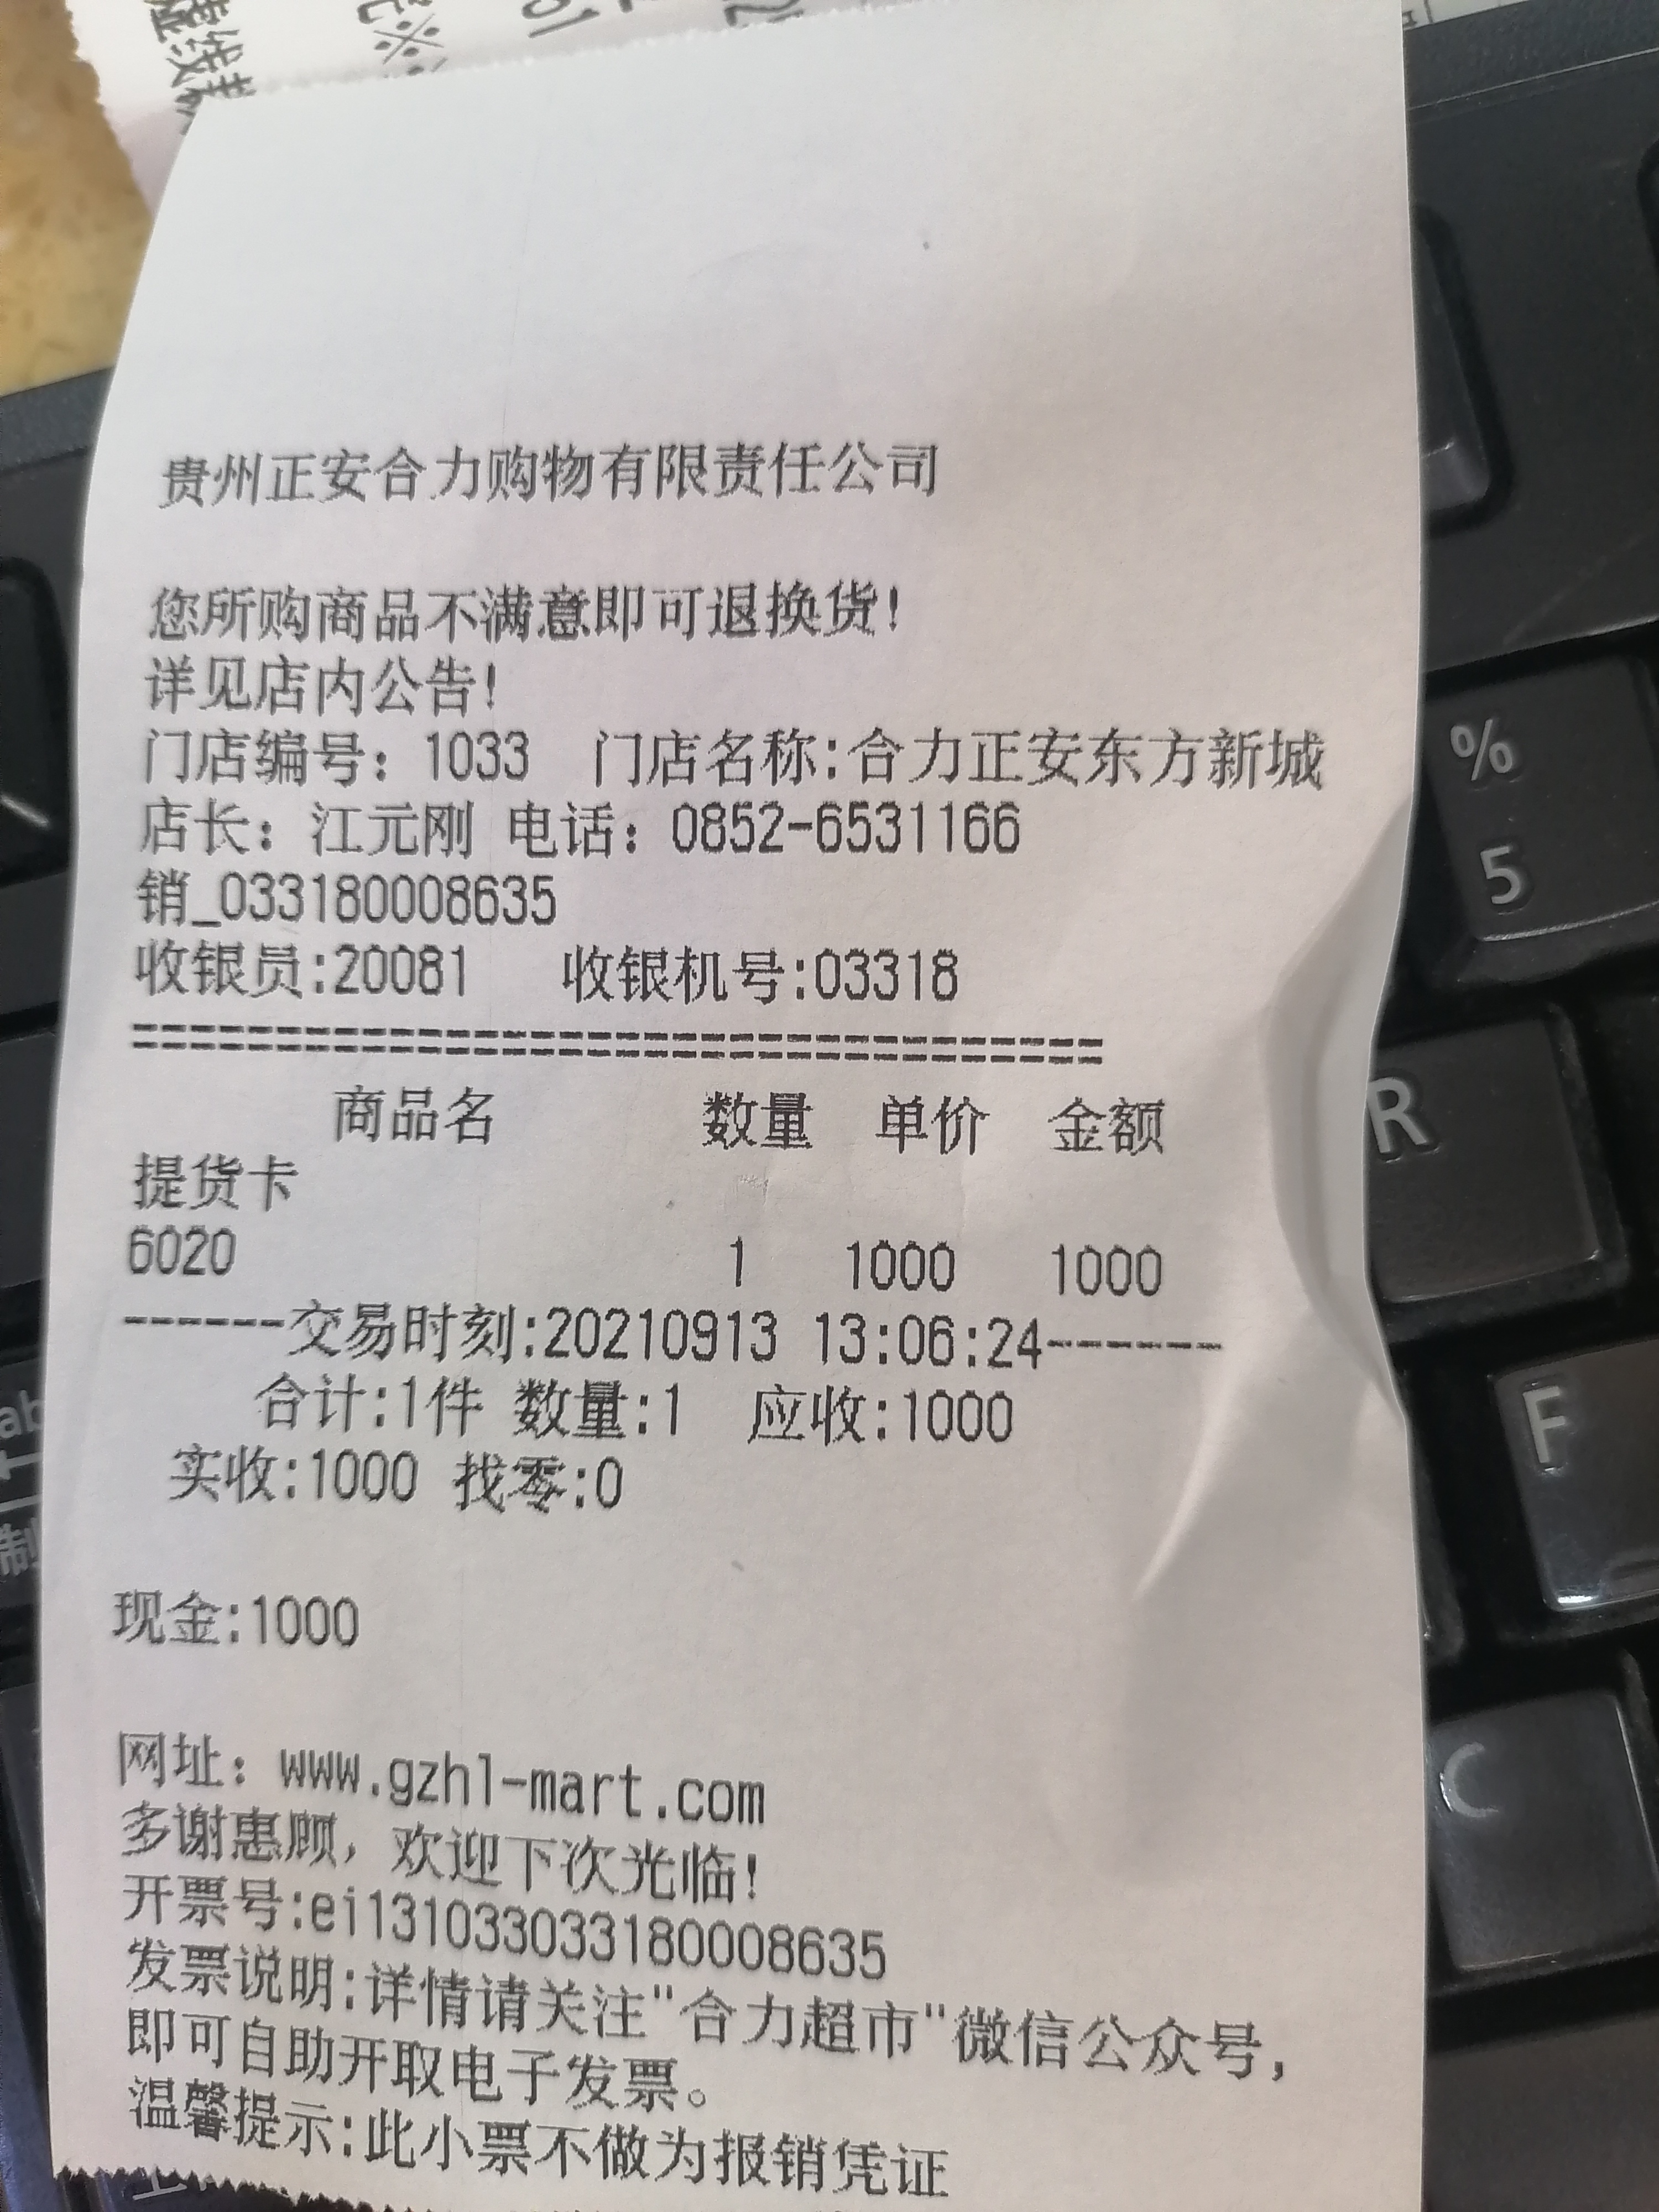 贵州正安合力购物有限责任公司
您所购商品不满意即可退换货!
详见店内公告!
门店编号：1033 门店名称:合力正安东方新城
店长：江元刚 电话：0852-6531166
销_033180008635
收银员:20081 收银机号:03318
==================================
商品名 数量 单价 金额
提货卡
6020 1 1000 1000
------交易时刻:20210913 13:06:24------
合计:1件 数量:1 应收:1000
实收:1000 找零:0
现金:1000
网址：www.gzhl-mart.com
多谢惠顾，欢迎下次光临!
开票号:ei131033033180008635
发票说明:详情请关注"合力超市"微信公众号,
即可自助开取电子发票。
温馨提示:此小票不做为报销凭证
%
5
R
F
C